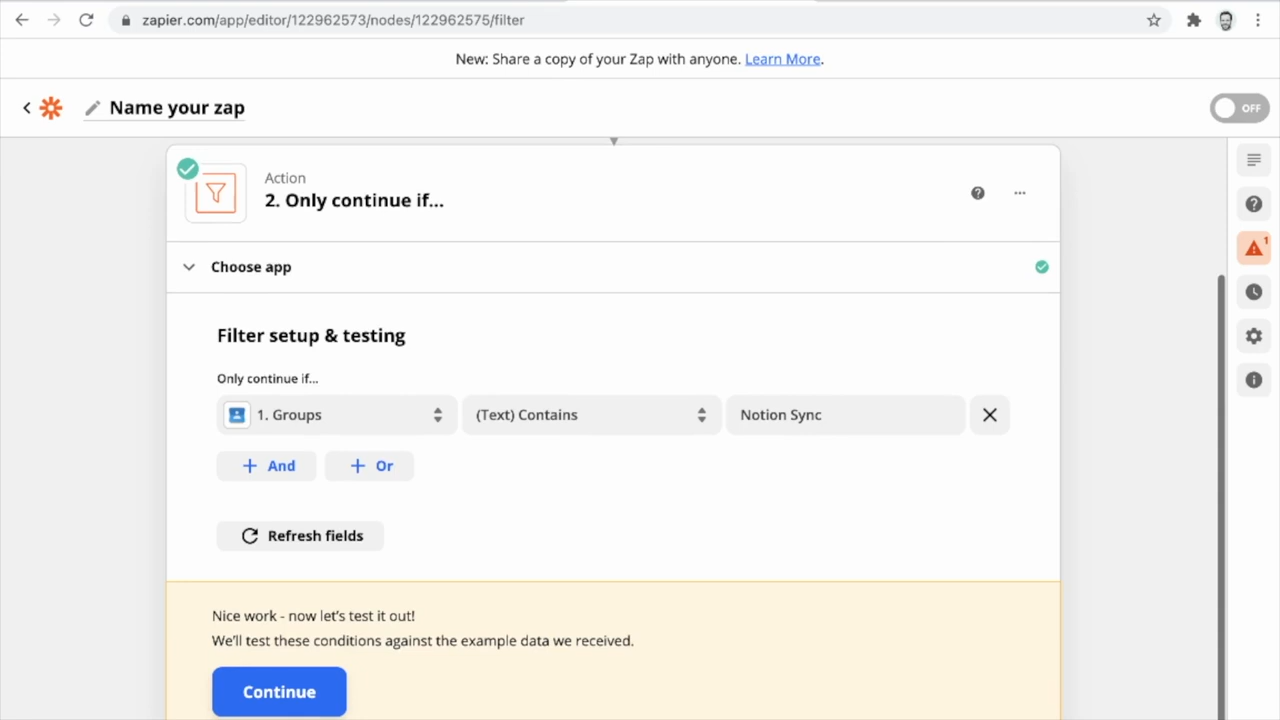 zapier.com/app/editor/122962573/nodes/122962575/filter
New: Share a copy of your Zap with anyone. Learn More.
Name your zap
OFF
Action
2. Only continue if...
1
Choose app
Filter setup & testing
Only continue if...
1. Groups
(Text) Contains
Notion Sync
And
Or
Refresh fields
Nice work - now let's test it out!
We'll test these conditions against the example data we received.
Continue